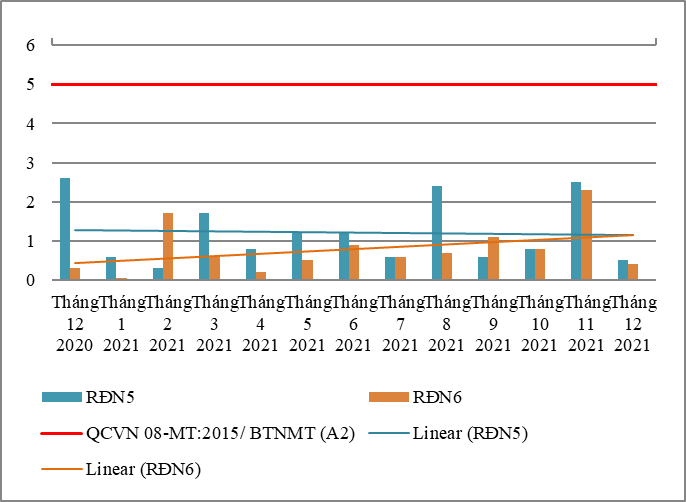 6
5
4
3
2
1
0
Tháng Tháng Tháng Tháng Tháng Tháng Tháng Tháng Tháng Tháng Tháng Tháng Tháng
12 1 2 3 4 5 6 7 8 9 10 11 12
2020 2021 2021 2021 2021 2021 2021 2021 2021 2021 2021 2021 2021
RĐN5 RĐN6
QCVN 08-MT:2015/ BTNMT (A2) Linear (RĐN5)
Linear (RĐN6)